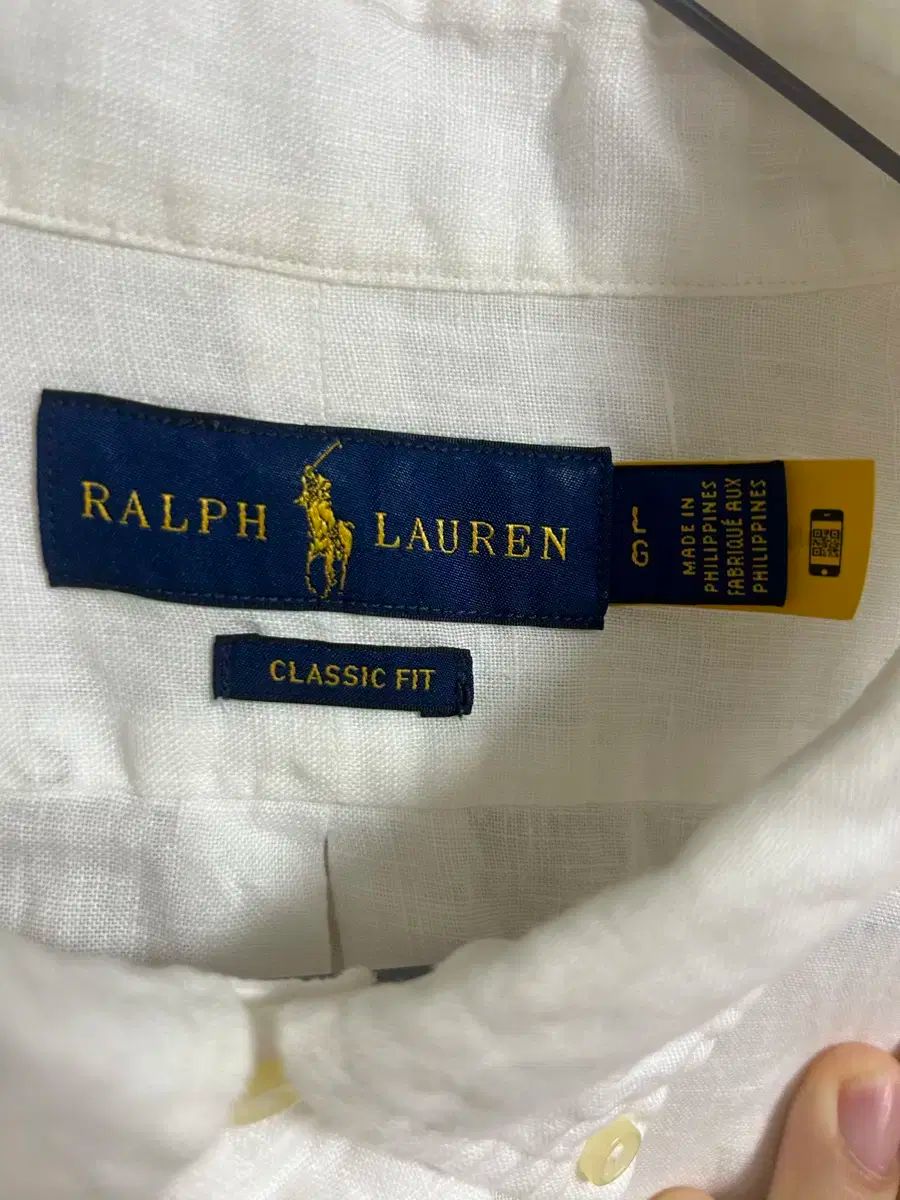 RALPH LAUREN
L
G
MADE IN
PHILIPPINES
FABRIQUÉ AUX
PHILIPPINES
CLASSIC FIT